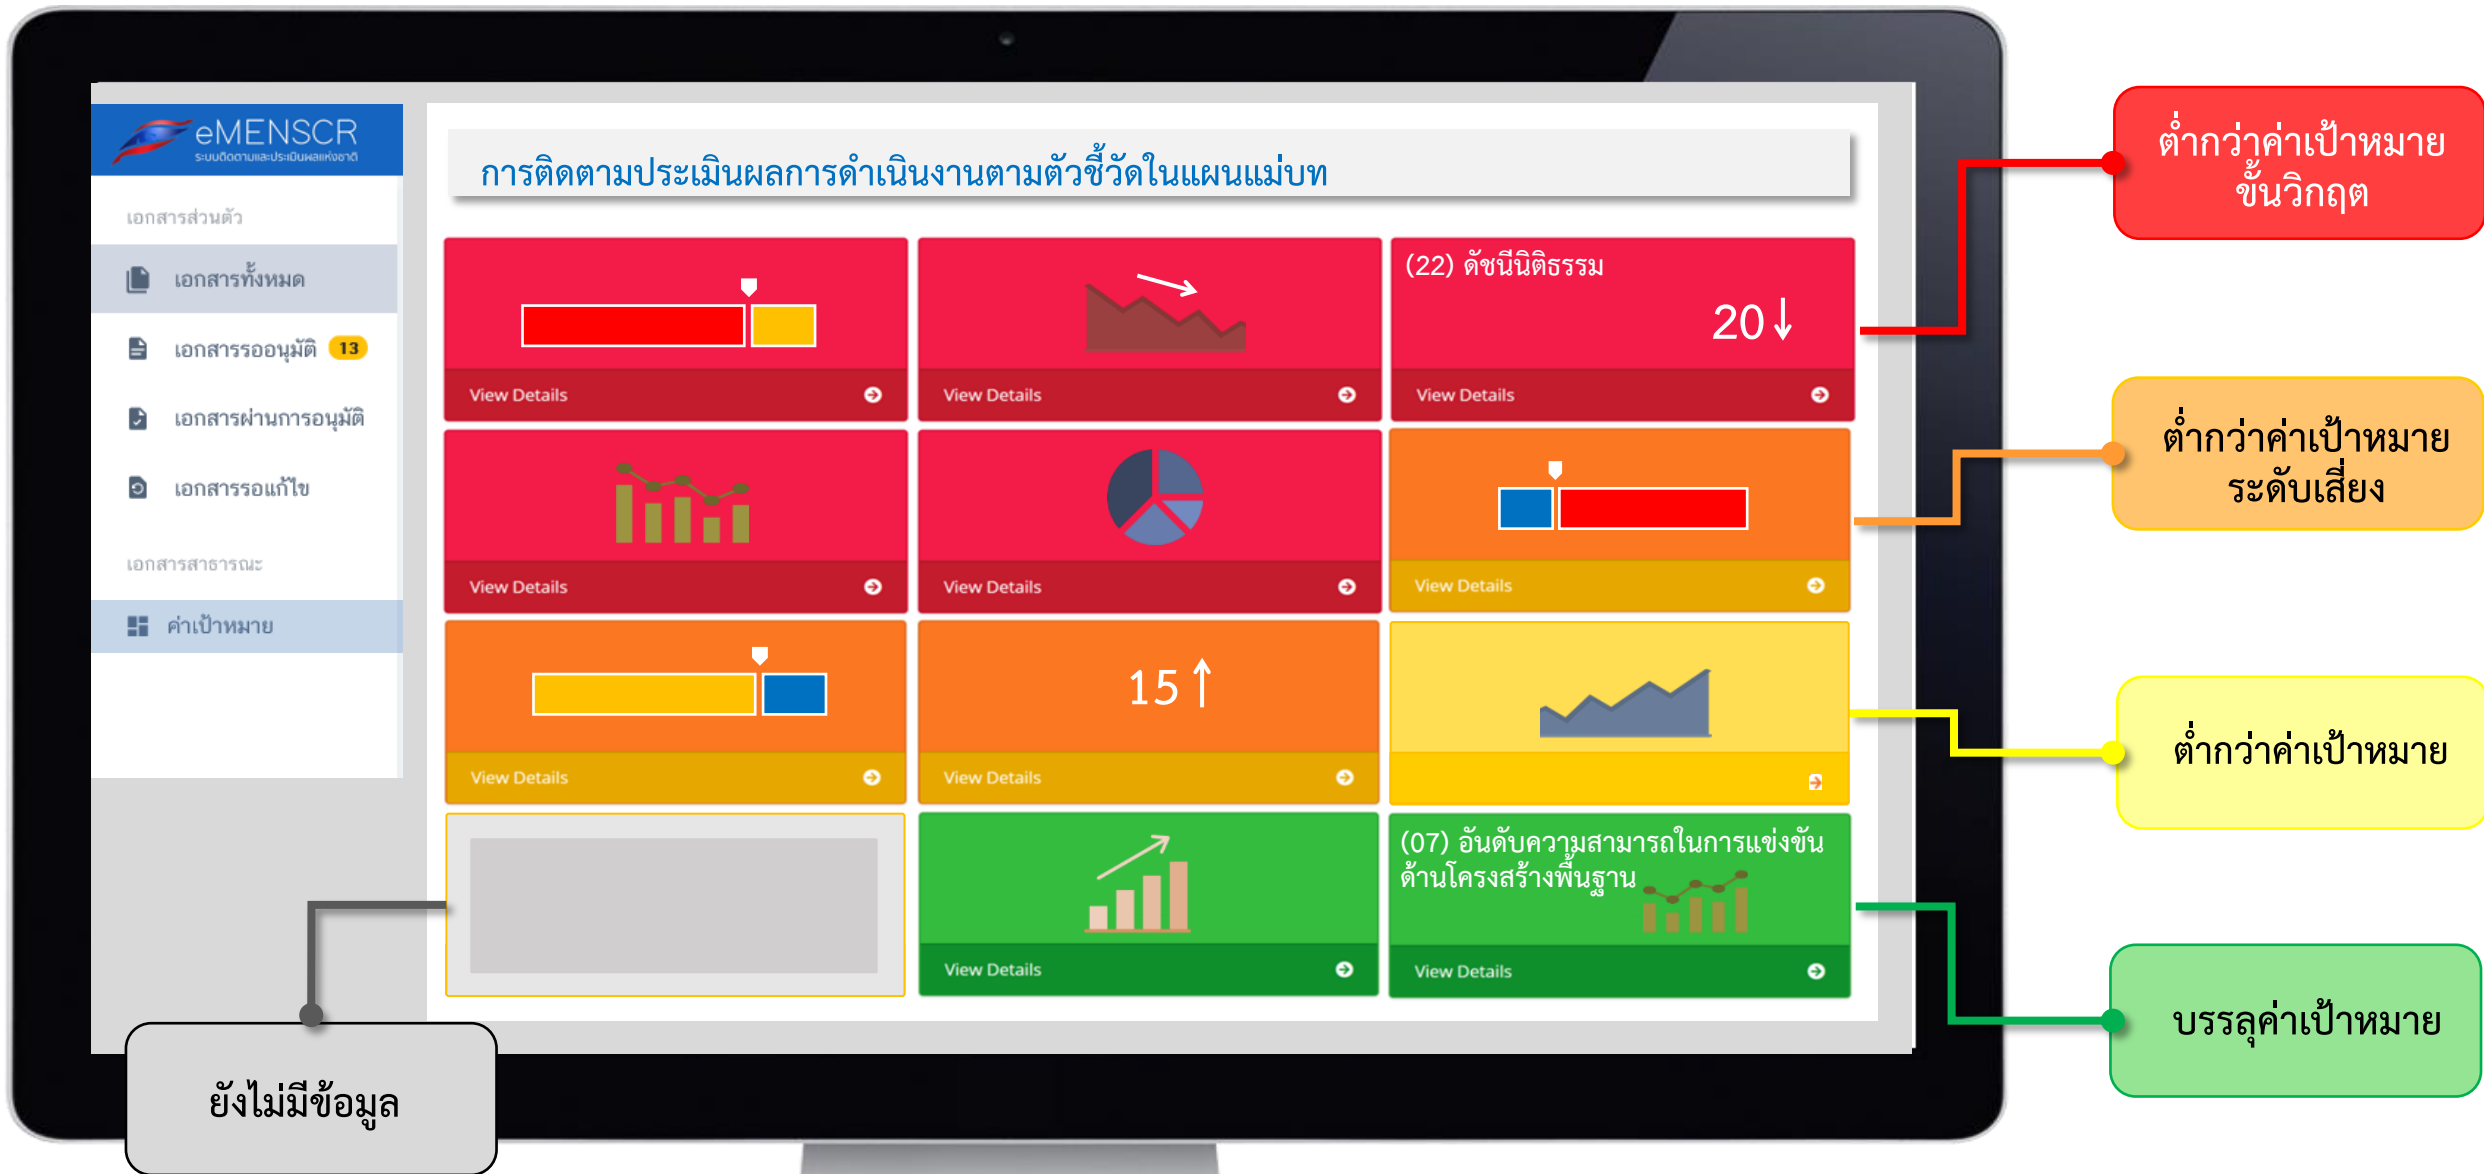 eMENSCR
ระบบติดตามและประเมินผลแห่งชาติ
เอกสารส่วนตัว
เอกสารทั้งหมด
เอกสารรออนุมัติ 13
เอกสารผ่านการอนุมัติ
เอกสารรอแก้ไข
เอกสารสาธารณะ
ค่าเป้าหมาย
การติดตามประเมินผลการดำเนินงานตามตัวชี้วัดในแผนแม่บท
(22) ดัชนีนิติธรรม
20↓
View Details
View Details
View Details
View Details
View Details
View Details
15↑
View Details
View Details
(07) อันดับความสามารถในการแข่งขัน
ด้านโครงสร้างพื้นฐาน
View Details
View Details
ต่ำกว่าค่าเป้าหมาย
ขั้นวิกฤต
ต่ำกว่าค่าเป้าหมาย
ระดับเสี่ยง
ต่ำกว่าค่าเป้าหมาย
บรรลุค่าเป้าหมาย
ยังไม่มีข้อมูล